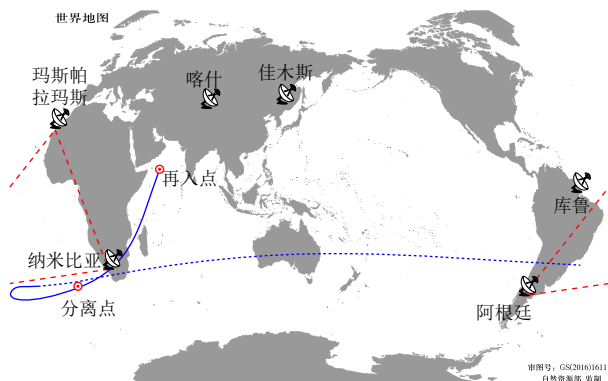 世界地图
玛斯帕
拉玛斯
喀什
佳木斯
再入点
库鲁
纳米比亚
分离点
阿根廷
审图号：GS(2016)1611
自然资源部 监制